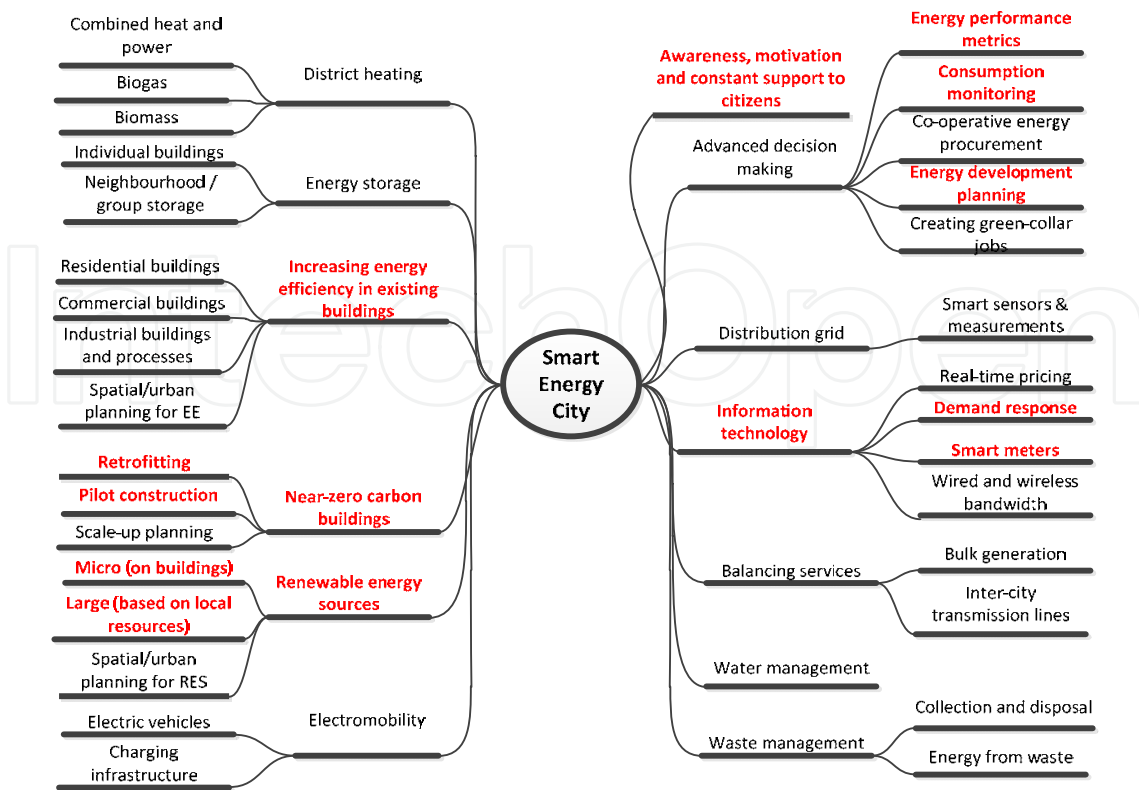 Combined heat and
power
Biogas
Biomass
District heating
Individual buildings
Neighbourhood /
group storage
Energy storage
Residential buildings
Commercial buildings
Industrial buildings
and processes
Spatial/urban
planning for EE
Increasing energy
efficiency in existing
buildings
Retrofitting
Pilot construction
Scale-up planning
Near-zero carbon
buildings
Micro (on buildings)
Large (based on local
resources)
Spatial/urban
planning for RES
Renewable energy
sources
Electric vehicles
Charging
infrastructure
Electromobility
Smart
Energy
City
Awareness, motivation
and constant support to
citizens
Advanced decision
making
Energy performance
metrics
Consumption
monitoring
Co-operative energy
procurement
Energy development
planning
Creating green-collar
jobs
Distribution grid
Smart sensors &
measurements
Information
technology
Real-time pricing
Demand response
Smart meters
Wired and wireless
bandwidth
Balancing services
Bulk generation
Inter-city
transmission lines
Water management
Waste management
Collection and disposal
Energy from waste
IntechOpen